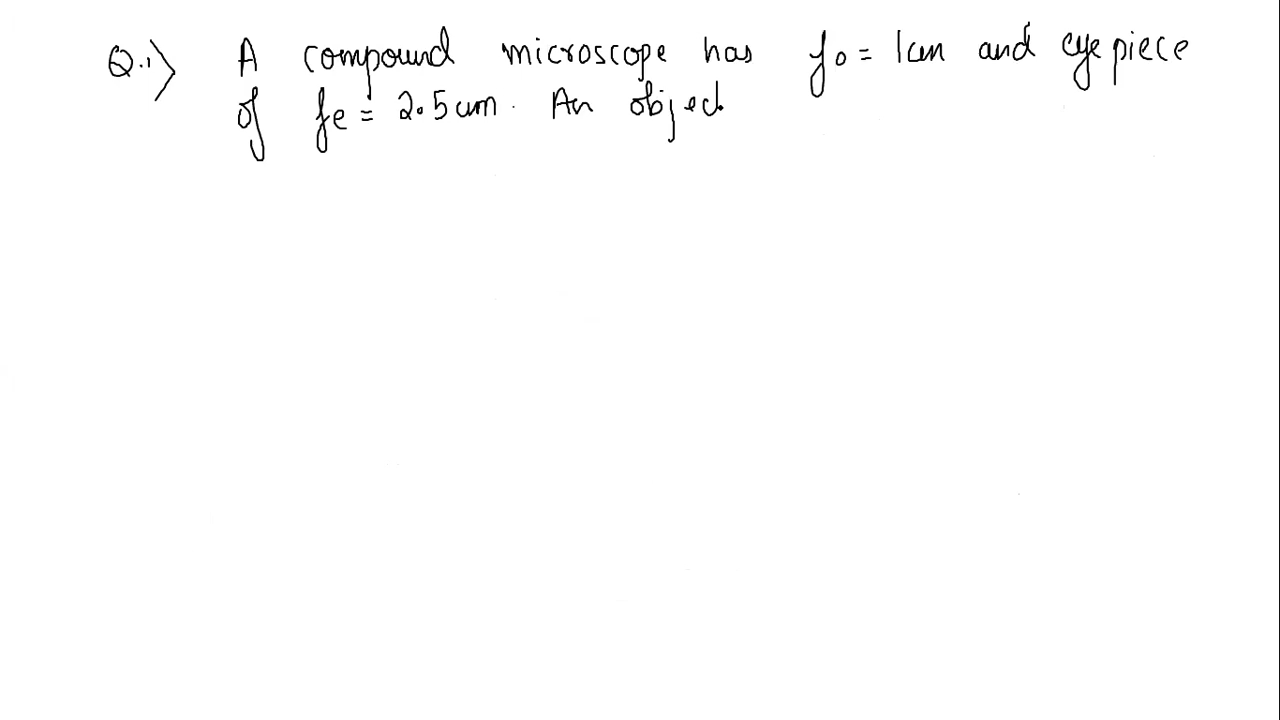 Q.1) A compound microscope has fo = 1cm and eye piece
of fe = 2.5cm. An object